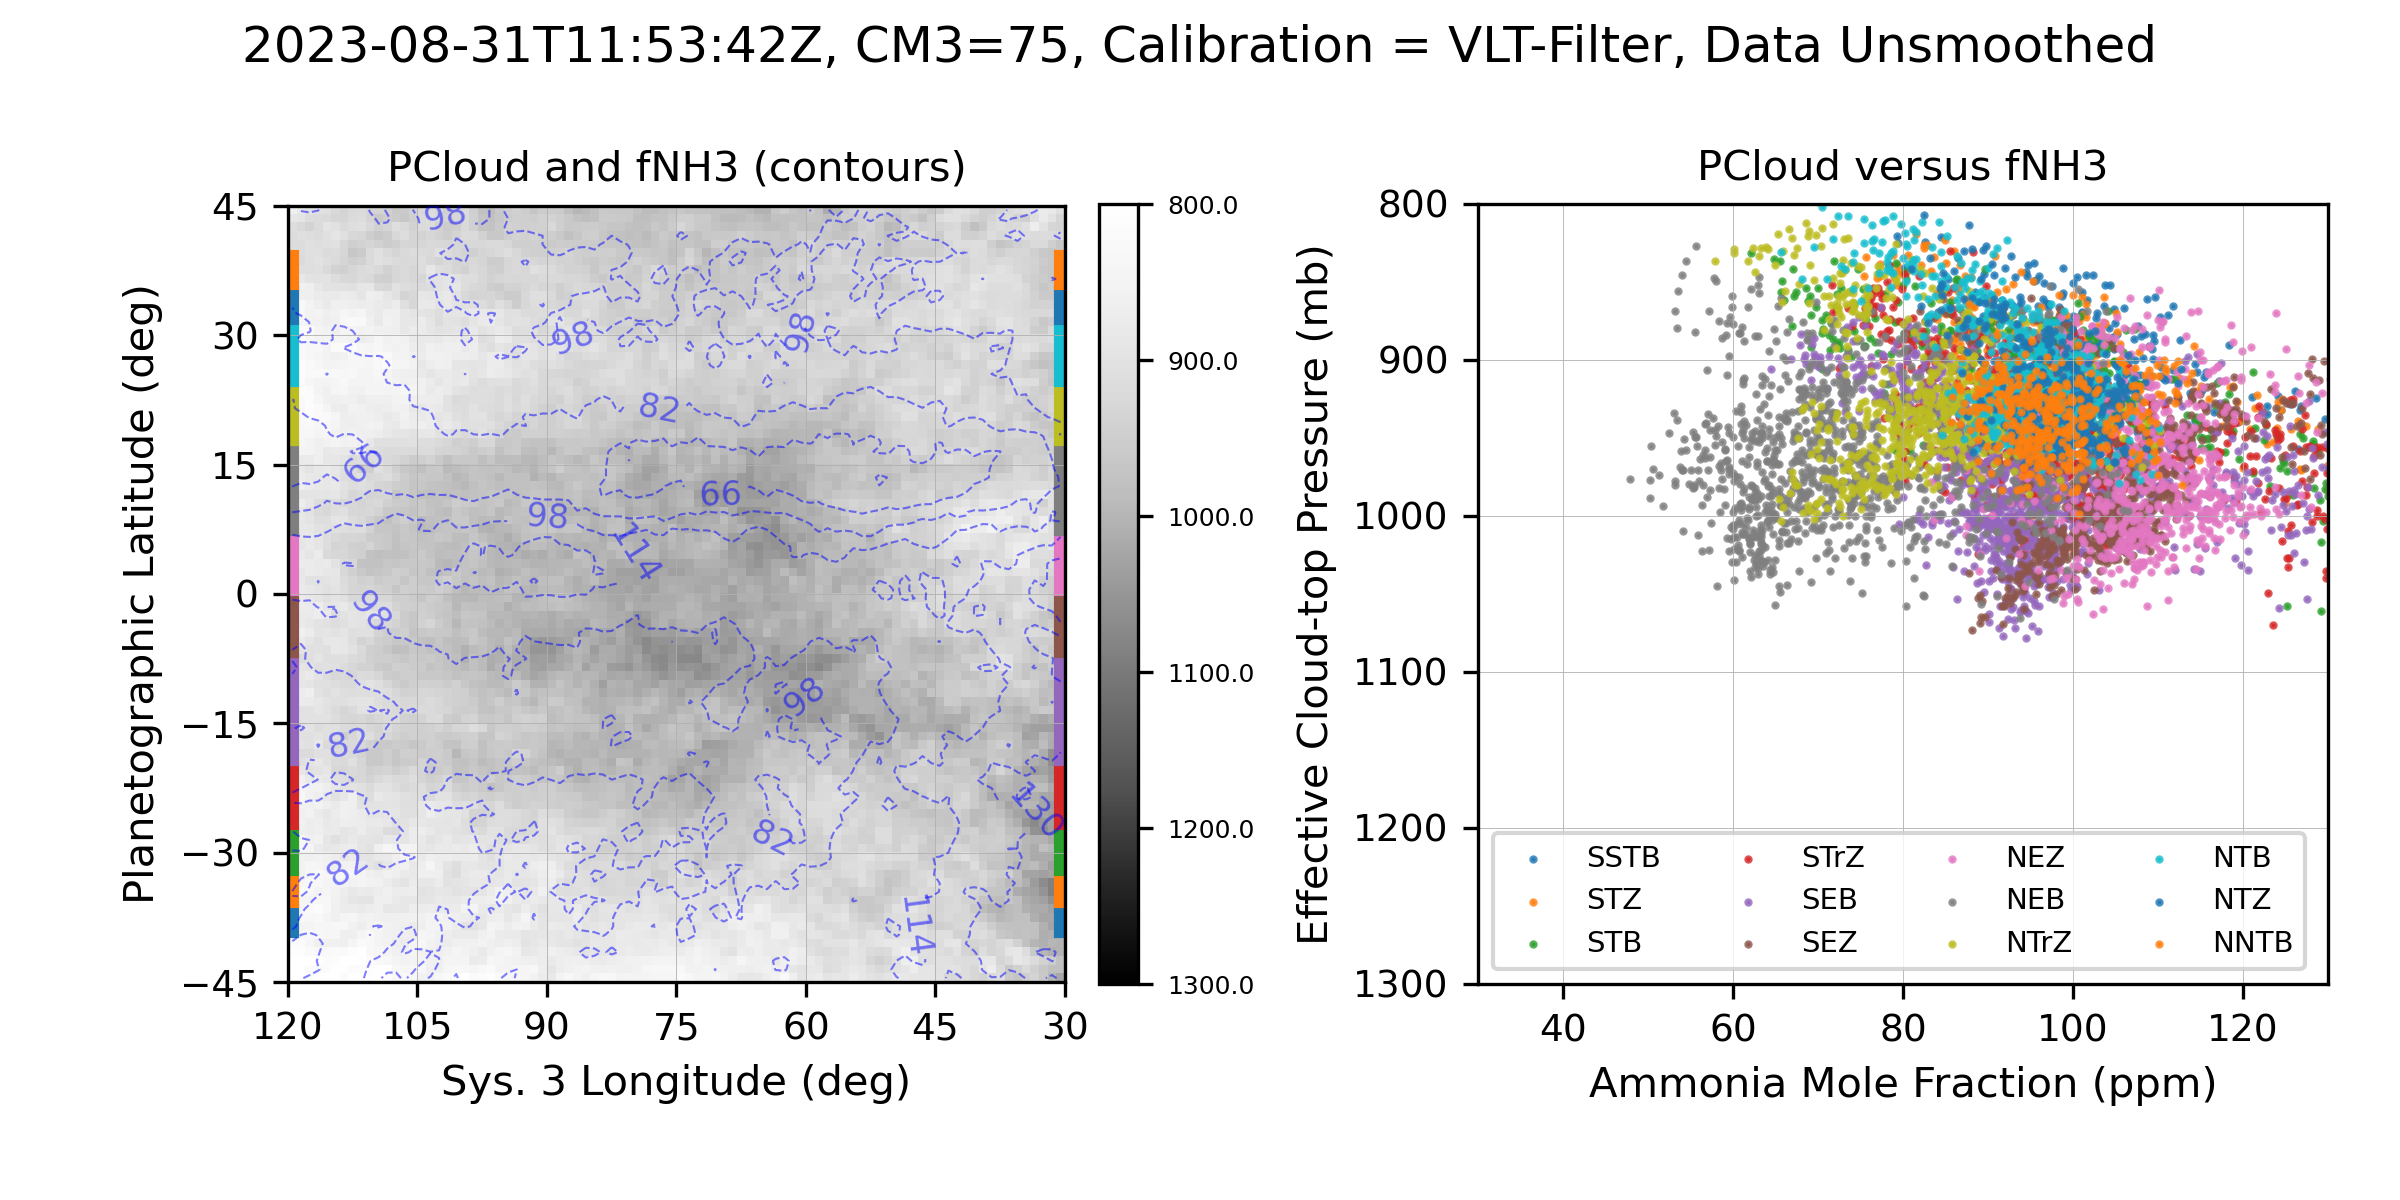 2023-08-31T11:53:42Z, CM3=75, Calibration = VLT-Filter, Data Unsmoothed
PCloud and fNH3 (contours)
Planetographic Latitude (deg)
45
30
15
0
−15
−30
−45
98
98
98
82
66
66
98
114
98
98
82
130
82
82
114
120
105
90
75
60
45
30
Sys. 3 Longitude (deg)
800.0
900.0
1000.0
1100.0
1200.0
1300.0
PCloud versus fNH3
Effective Cloud-top Pressure (mb)
800
900
1000
1100
1200
1300
SSTB
STZ
STB
STrZ
SEB
SEZ
NEZ
NEB
NTrZ
NTB
NTZ
NNTB
40
60
80
100
120
Ammonia Mole Fraction (ppm)